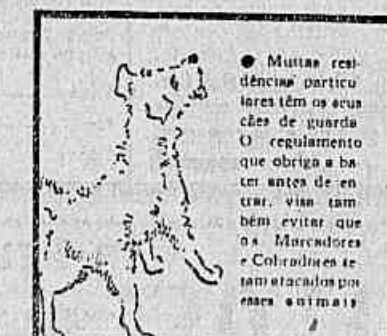 ● Muitas resi-
dências particu
lares têm os seus
cães de guarda
O regulamento
que obriga a ba-
ter antes de en
trar, visa tam
bém evitar que
os Marcadores
e Cobradores se-
jam atacados por
esses animais